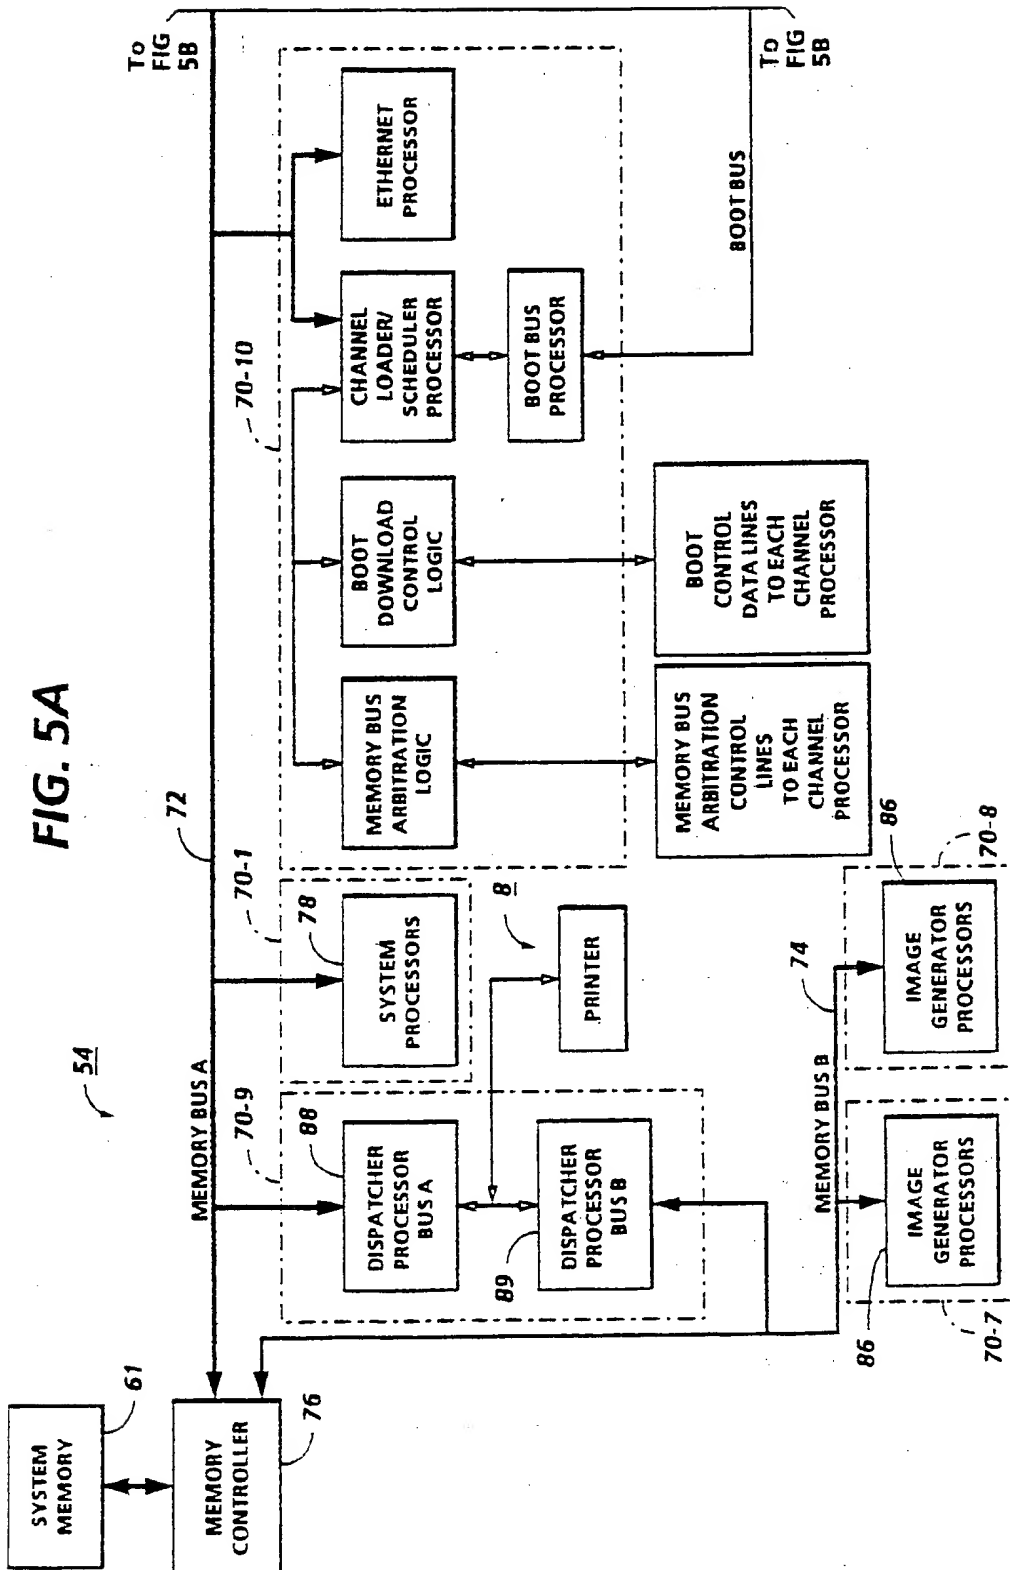 FIG. 5A
54
SYSTEM
MEMORY
61
MEMORY
CONTROLLER
76
MEMORY BUS A
72
70-9
88
DISPATCHER
PROCESSOR
BUS A
89
DISPATCHER
PROCESSOR
BUS B
70-1
78
SYSTEM
PROCESSORS
8
PRINTER
70-10
MEMORY BUS
ARBITRATION
LOGIC
BOOT
DOWNLOAD
CONTROL
LOGIC
CHANNEL
LOADER/
SCHEDULER
PROCESSOR
ETHERNET
PROCESSOR
BOOT BUS
PROCESSOR
To
FIG
5B
BOOT BUS
To
FIG
5B
MEMORY BUS
ARBITRATION
CONTROL
LINES
TO EACH
CHANNEL
PROCESSOR
BOOT
CONTROL
DATA LINES
TO EACH
CHANNEL
PROCESSOR
MEMORY BUS B
74
86
IMAGE
GENERATOR
PROCESSORS
70-7
86
IMAGE
GENERATOR
PROCESSORS
70-8